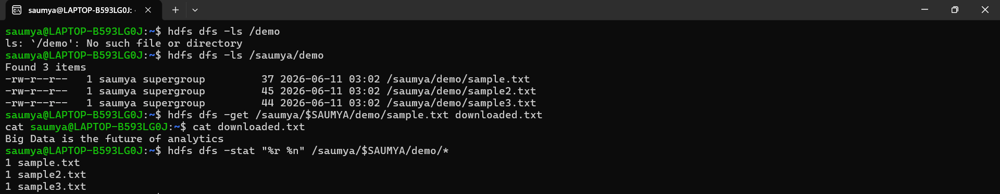 saumya@LAPTOP-B593LG0J: ·
saumya@LAPTOP-B593LG0J:~$ hdfs dfs -ls /demo
ls: `/demo': No such file or directory
saumya@LAPTOP-B593LG0J:~$ hdfs dfs -ls /saumya/demo
Found 3 items
-rw-r--r--   1 saumya supergroup         37 2026-06-11 03:02 /saumya/demo/sample.txt
-rw-r--r--   1 saumya supergroup         45 2026-06-11 03:02 /saumya/demo/sample2.txt
-rw-r--r--   1 saumya supergroup         44 2026-06-11 03:02 /saumya/demo/sample3.txt
saumya@LAPTOP-B593LG0J:~$ hdfs dfs -get /saumya/$SAUMYA/demo/sample.txt downloaded.txt
cat saumya@LAPTOP-B593LG0J:~$ cat downloaded.txt
Big Data is the future of analytics
saumya@LAPTOP-B593LG0J:~$ hdfs dfs -stat "%r %n" /saumya/$SAUMYA/demo/*
1 sample.txt
1 sample2.txt
1 sample3.txt